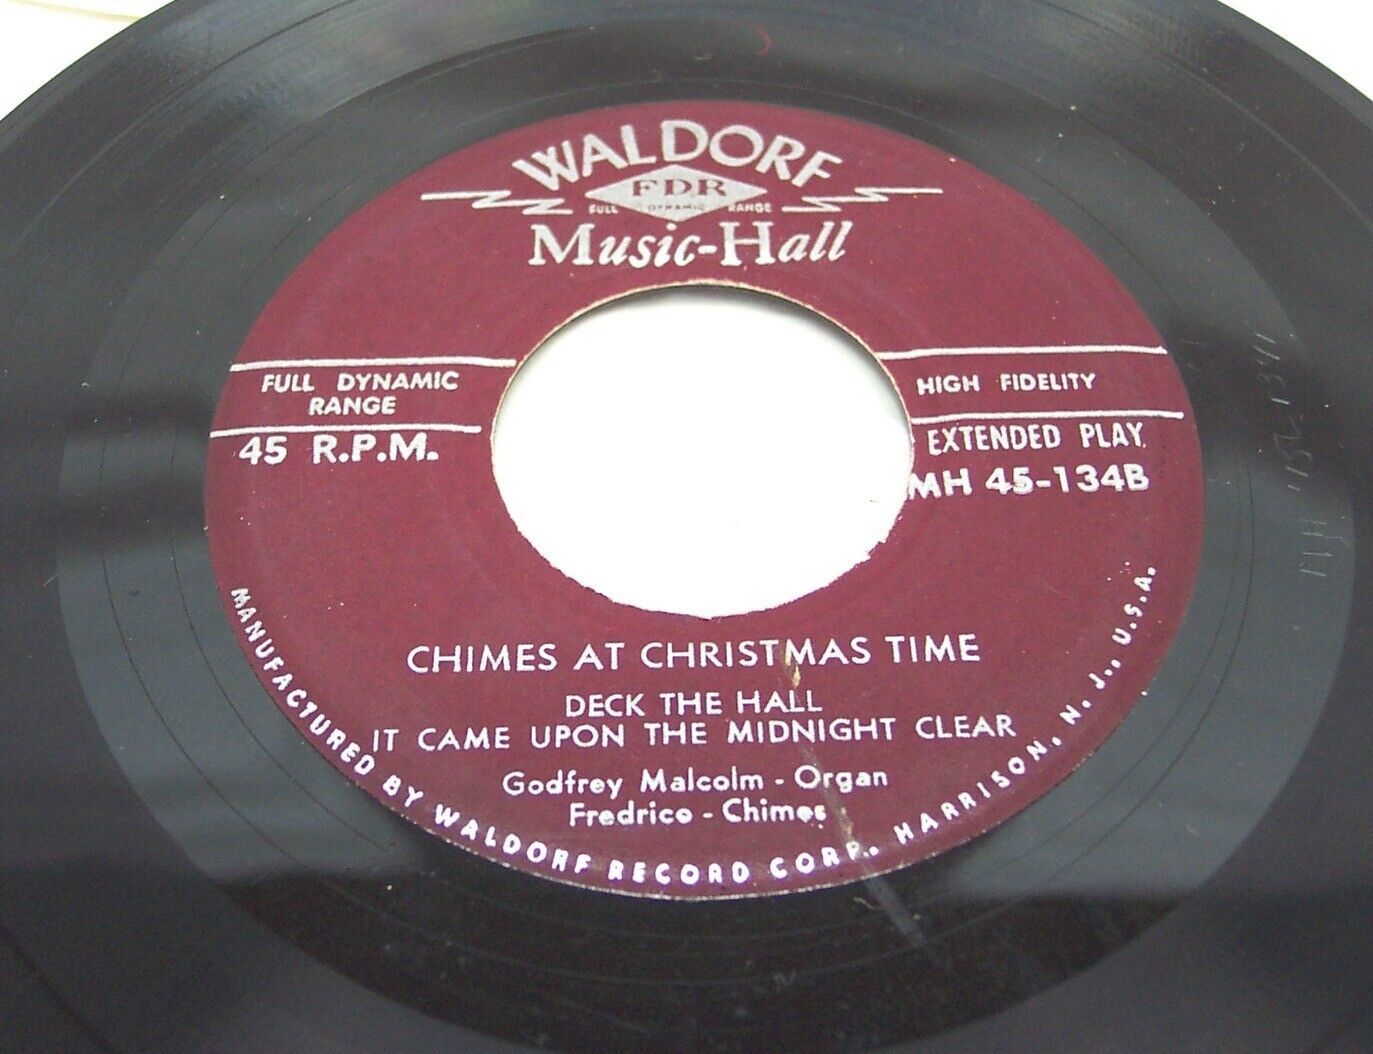 WALDORF
FDR
FULL DYNAMIC RANGE
Music-Hall
FULL DYNAMIC
RANGE
45 R.P.M.
HIGH FIDELITY
EXTENDED PLAY
MH 45-134B
CHIMES AT CHRISTMAS TIME
DECK THE HALL
IT CAME UPON THE MIDNIGHT CLEAR
Godfrey Malcolm - Organ
Fredrico - Chimes
MANUFACTURED BY WALDORF RECORD CORP., HARRISON, N. J., U.S.A.